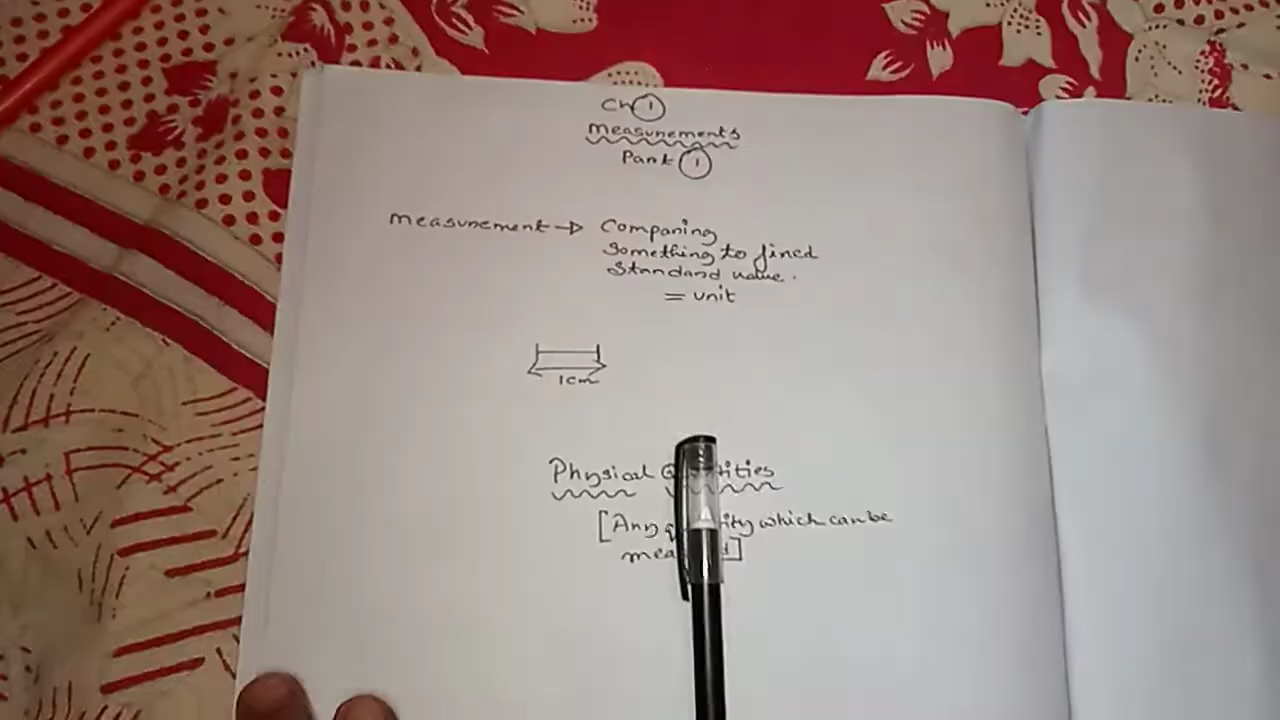 Ch 1
Measurements
Part 1
Measurement → Comparing
something to fixed
standard value.
= unit
1cm
Physical
[Any which can be